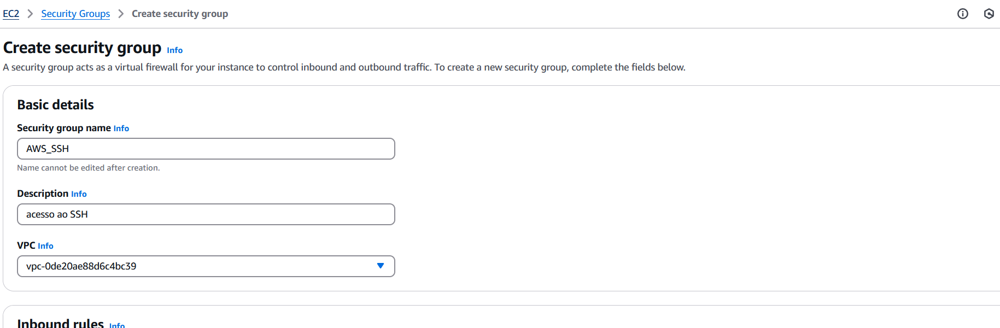 EC2 > Security Groups > Create security group
Create security group Info
A security group acts as a virtual firewall for your instance to control inbound and outbound traffic. To create a new security group, complete the fields below.
Basic details
Security group name Info
AWS_SSH
Name cannot be edited after creation.
Description Info
acesso ao SSH
VPC Info
vpc-0de20ae88d6c4bc39
Inbound rules Info